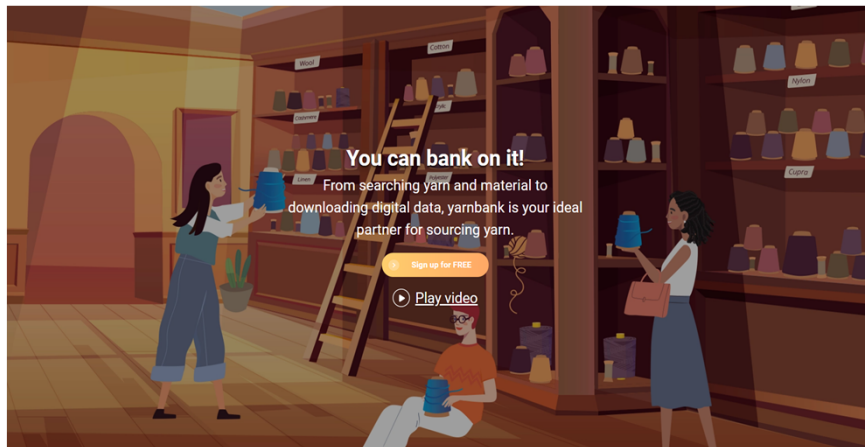 Wool
Cotton
Nylon
Cashmere
Linen
Polyester
Cupro
You can bank on it!
From searching yarn and material to
downloading digital data, yarnbank is your ideal
partner for sourcing yarn.
Sign up for FREE
Play video